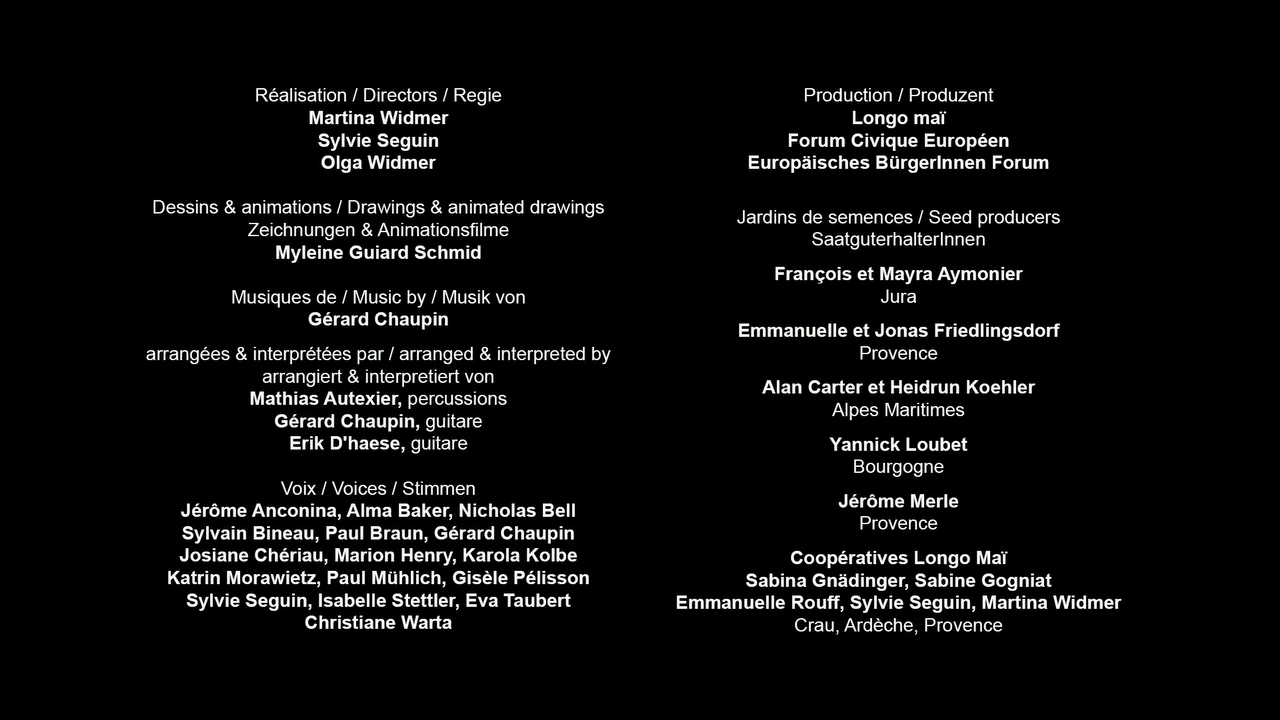 Réalisation / Directors / Regie
Martina Widmer
Sylvie Seguin
Olga Widmer
Dessins & animations / Drawings & animated drawings
Zeichnungen & Animationsfilme
Myleine Guiard Schmid
Musiques de / Music by / Musik von
Gérard Chaupin
arrangées & interprétées par / arranged & interpreted by
arrangiert & interpretiert von
Mathias Autexier, percussions
Gérard Chaupin, guitare
Erik D'haese, guitare
Voix / Voices / Stimmen
Jérôme Anconina, Alma Baker, Nicholas Bell
Sylvain Bineau, Paul Braun, Gérard Chaupin
Josiane Chériau, Marion Henry, Karola Kolbe
Katrin Morawietz, Paul Mühlich, Gisèle Pélisson
Sylvie Seguin, Isabelle Stettler, Eva Taubert
Christiane Warta
Production / Produzent
Longo maï
Forum Civique Européen
Europäisches BürgerInnen Forum
Jardins de semences / Seed producers
SaatguterhalterInnen
François et Mayra Aymonier
Jura
Emmanuelle et Jonas Friedlingsdorf
Provence
Alan Carter et Heidrun Koehler
Alpes Maritimes
Yannick Loubet
Bourgogne
Jérôme Merle
Provence
Coopératives Longo Maï
Sabina Gnädinger, Sabine Gogniat
Emmanuelle Rouff, Sylvie Seguin, Martina Widmer
Crau, Ardèche, Provence